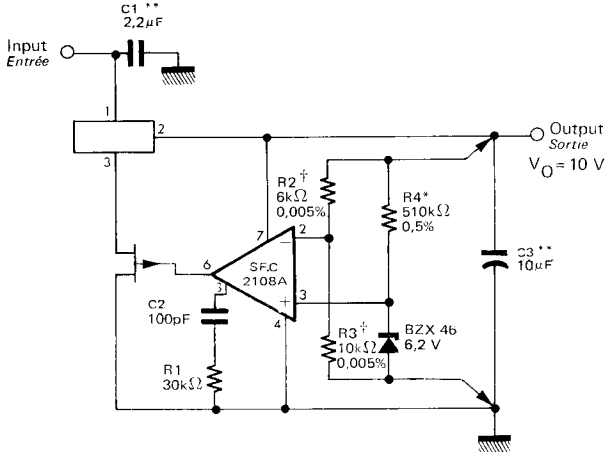 C1 **
2,2µF
Input
Entrée
1
2
3
Output
Sortie
V_O = 10 V
R2 †
6kΩ
0,005%
R4*
510kΩ
0,5%
7
2
−
6
SFC
2108A
C3 **
10µF
3
+
4
C2
100pF
R3 †
10kΩ
0,005%
BZX 46
6,2 V
R1
30kΩ